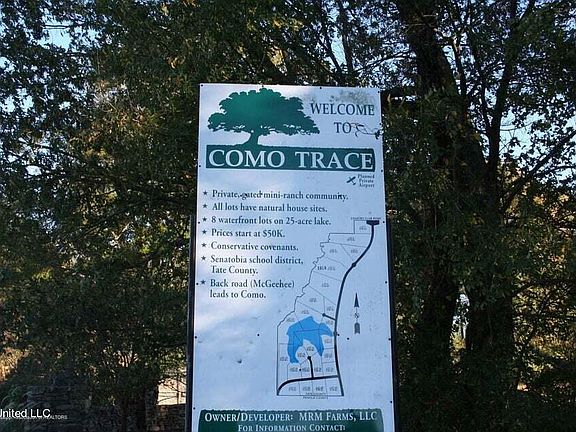 WELCOME
TO
COMO TRACE
Planned
Private
Airport
★ Private, gated mini-ranch community.
★ All lots have natural house sites.
★ 8 waterfront lots on 25-acre lake.
★ Prices start at $50K.
★ Conservative covenants.
★ Senatobia school district,
Tate County.
★ Back road (McGeehee)
leads to Como.
OWNER/DEVELOPER: MRM FARMS, LLC
FOR INFORMATION CONTACT:
United LLC.
REALTORS